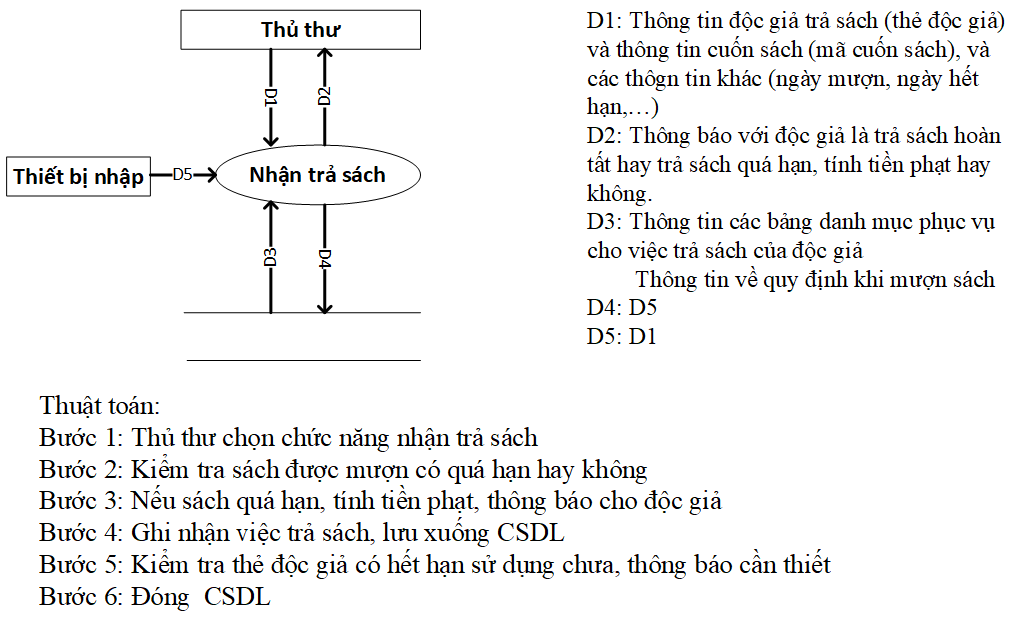 Thủ thư
D1
D2
Thiết bị nhập
D5
Nhận trả sách
D3
D4
D1: Thông tin độc giả trả sách (thẻ độc giả)
và thông tin cuốn sách (mã cuốn sách), và
các thôgn tin khác (ngày mượn, ngày hết
hạn,…)
D2: Thông báo với độc giả là trả sách hoàn
tất hay trả sách quá hạn, tính tiền phạt hay
không.
D3: Thông tin các bảng danh mục phục vụ
cho việc trả sách của độc giả
Thông tin về quy định khi mượn sách
D4: D5
D5: D1
Thuật toán:
Bước 1: Thủ thư chọn chức năng nhận trả sách
Bước 2: Kiểm tra sách được mượn có quá hạn hay không
Bước 3: Nếu sách quá hạn, tính tiền phạt, thông báo cho độc giả
Bước 4: Ghi nhận việc trả sách, lưu xuống CSDL
Bước 5: Kiểm tra thẻ độc giả có hết hạn sử dụng chưa, thông báo cần thiết
Bước 6: Đóng CSDL